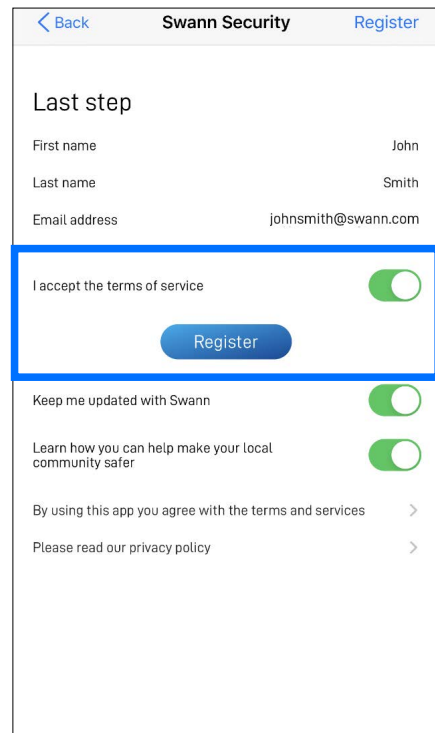 Back Swann Security Register
Last step
First name John
Last name Smith
Email address johnsmith@swann.com
I accept the terms of service
Register
Keep me updated with Swann
Learn how you can help make your local
community safer
By using this app you agree with the terms and services
Please read our privacy policy